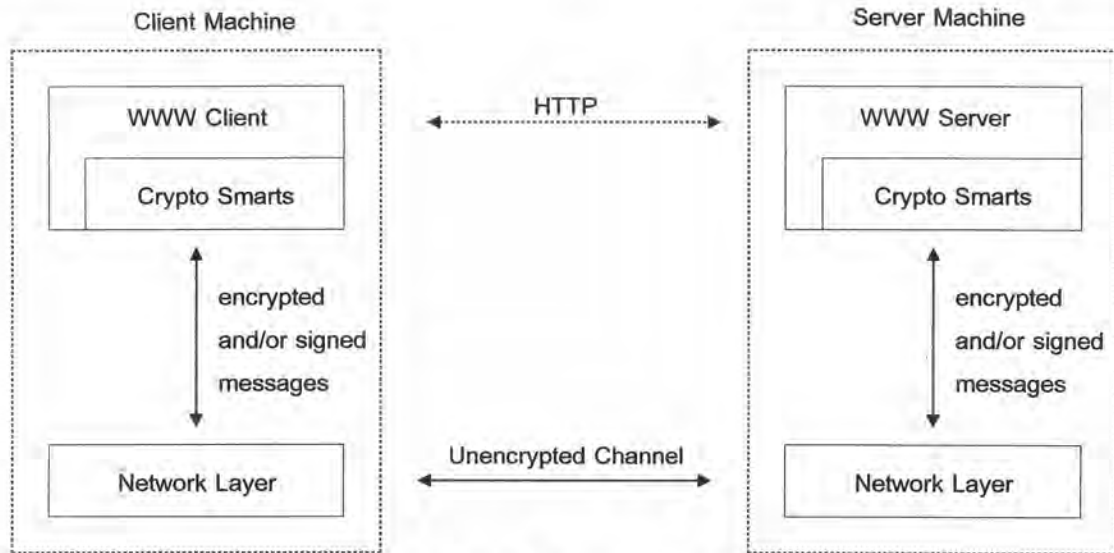 Client Machine
Server Machine
WWW Client
HTTP
WWW Server
Crypto Smarts
Crypto Smarts
encrypted
and/or signed
messages
encrypted
and/or signed
messages
Unencrypted Channel
Network Layer
Network Layer